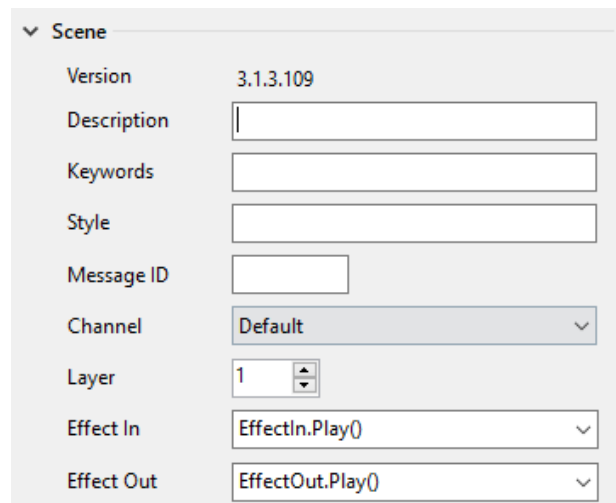 Scene
Version 3.1.3.109
Description
Keywords
Style
Message ID
Channel Default
Layer 1
Effect In EffectIn.Play()
Effect Out EffectOut.Play()